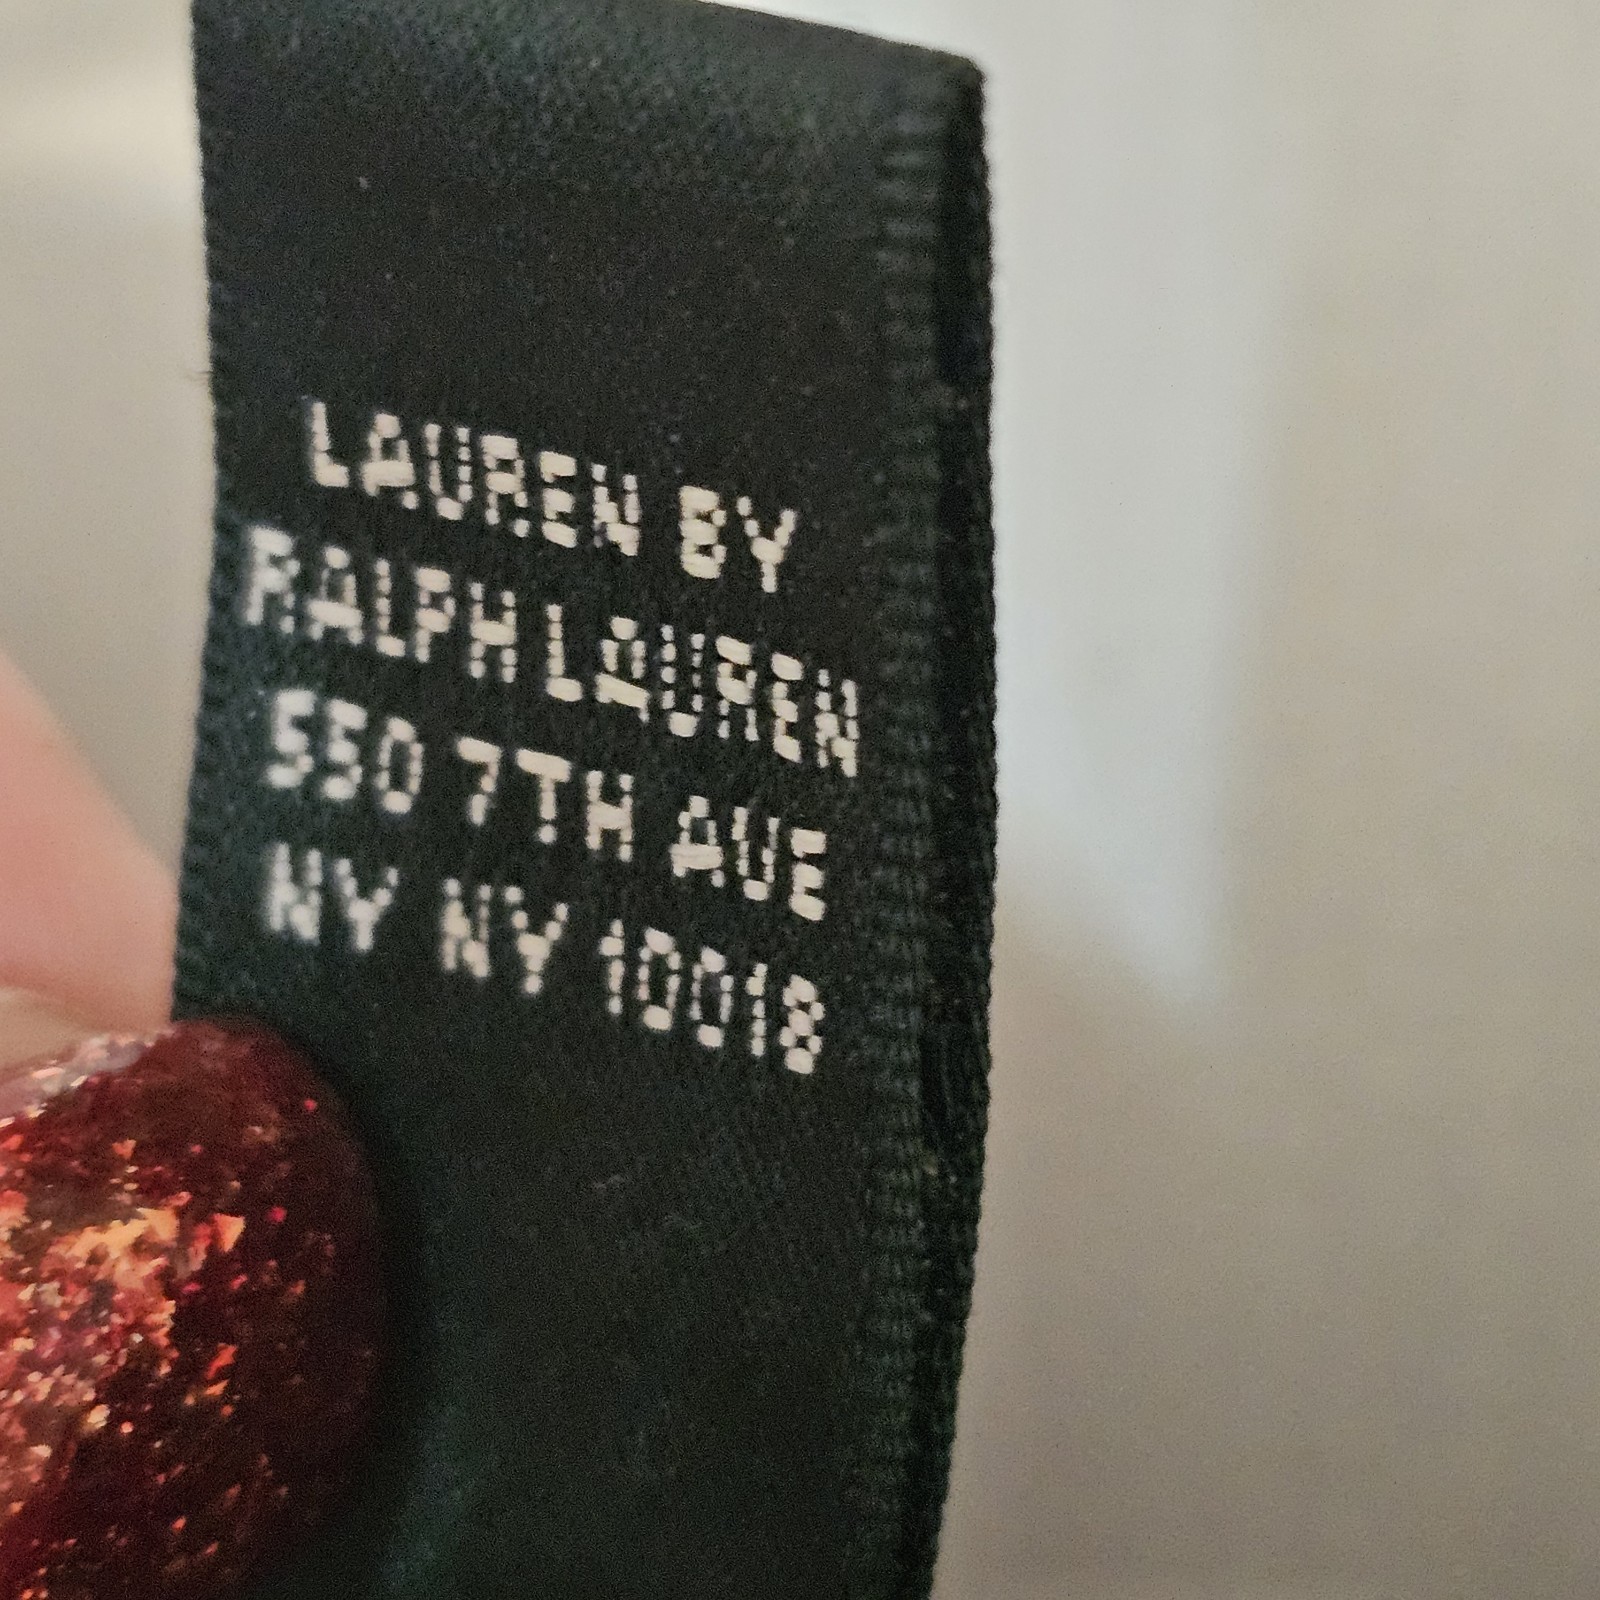 LAUREN BY
RALPH LAUREN
550 7TH AVE
NY NY 10018